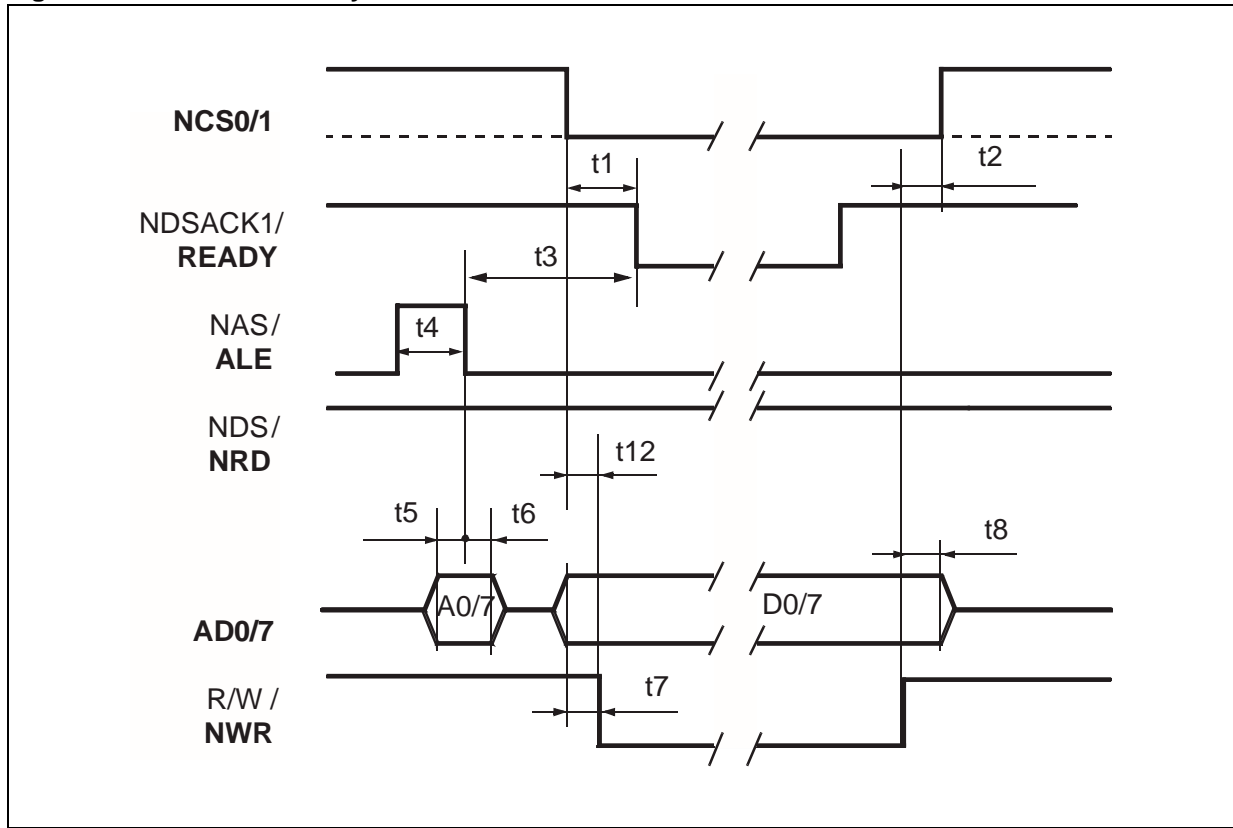 NCS0/1
t1
t2
NDSACK1/
READY
t3
NAS/
ALE
t4
NDS/
NRD
t12
t5
t6
t8
AD0/7
A0/7
D0/7
R/W /
NWR
t7